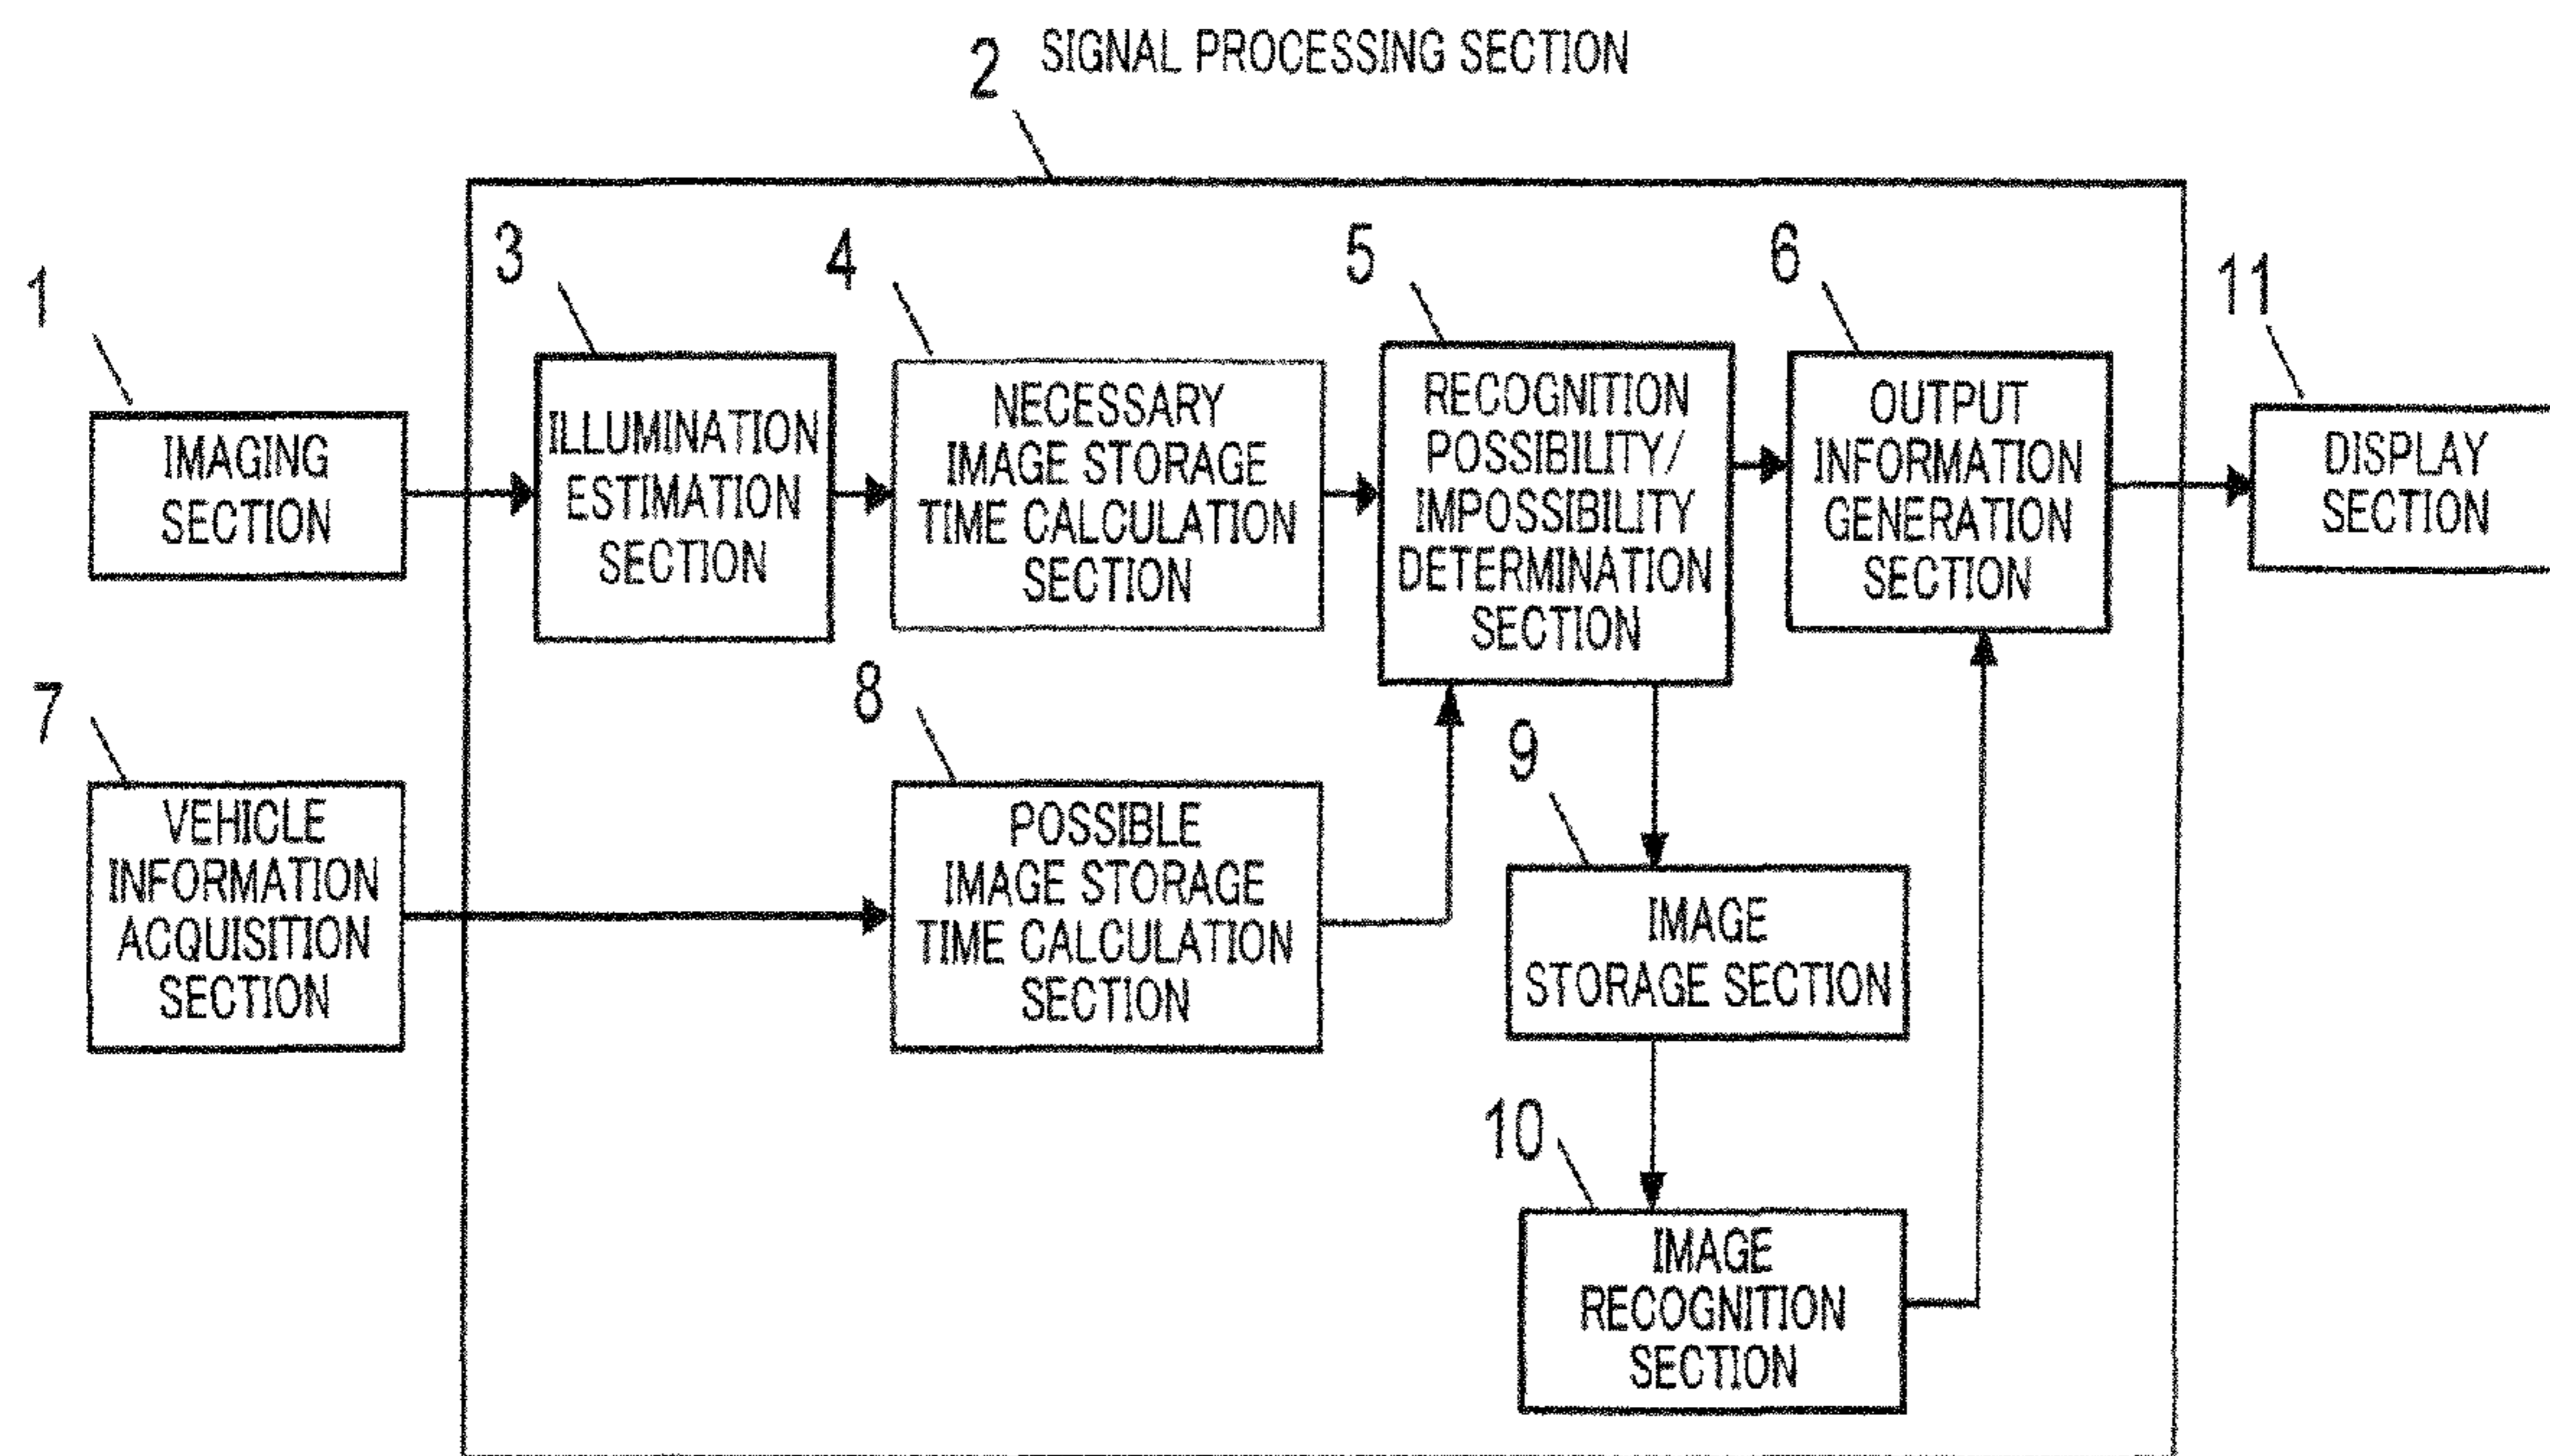 2 SIGNAL PROCESSING SECTION
1
IMAGING
SECTION
3
ILLUMINATION
ESTIMATION
SECTION
4
NECESSARY
IMAGE STORAGE
TIME CALCULATION
SECTION
5
RECOGNITION
POSSIBILITY/
IMPOSSIBILITY
DETERMINATION
SECTION
6
OUTPUT
INFORMATION
GENERATION
SECTION
11
DISPLAY
SECTION
7
VEHICLE
INFORMATION
ACQUISITION
SECTION
8
POSSIBLE
IMAGE STORAGE
TIME CALCULATION
SECTION
9
IMAGE
STORAGE SECTION
10
IMAGE
RECOGNITION
SECTION